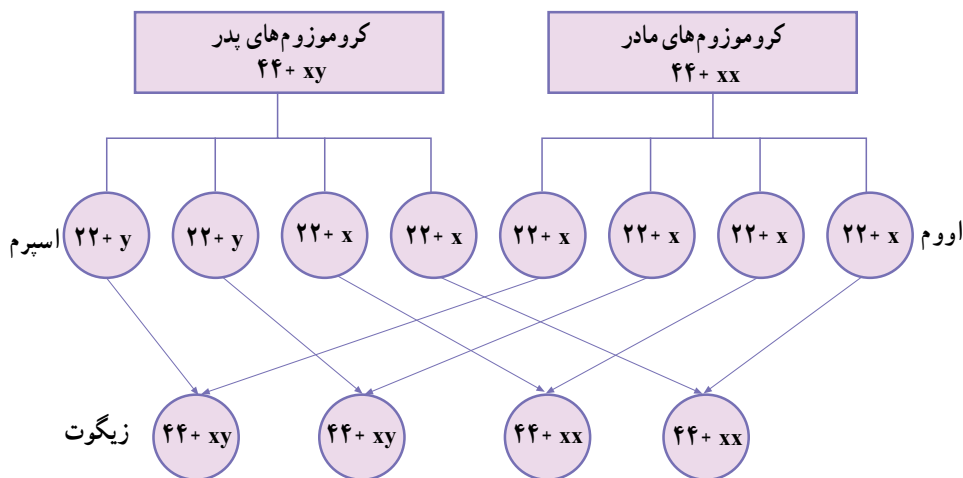 کروموزوم‌های مادر
۴۴+ xx
کروموزوم‌های پدر
۴۴+ xy
اووم
۲۲+ x
۲۲+ x
۲۲+ x
۲۲+ x
۲۲+ x
۲۲+ x
۲۲+ y
۲۲+ y
اسپرم
۴۴+ xx
۴۴+ xx
۴۴+ xy
۴۴+ xy
زیگوت